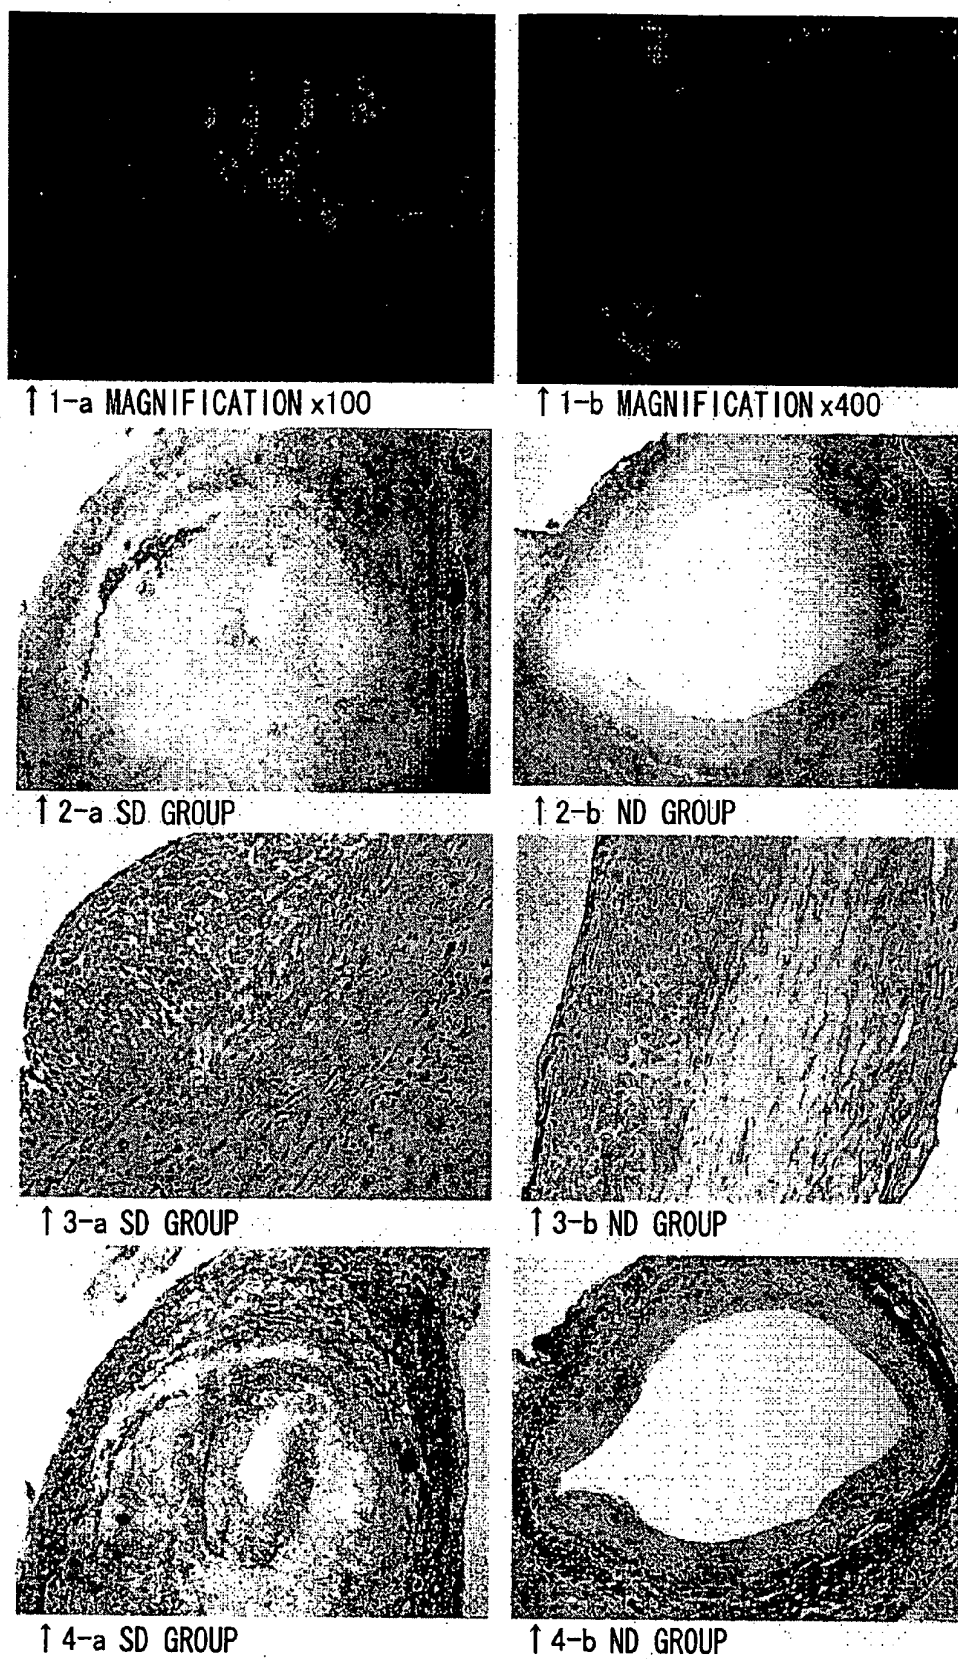 ↑ 1-a MAGNIFICATION x100
↑ 1-b MAGNIFICATION x400
↑ 2-a SD GROUP
↑ 2-b ND GROUP
↑ 3-a SD GROUP
↑ 3-b ND GROUP
↑ 4-a SD GROUP
↑ 4-b ND GROUP